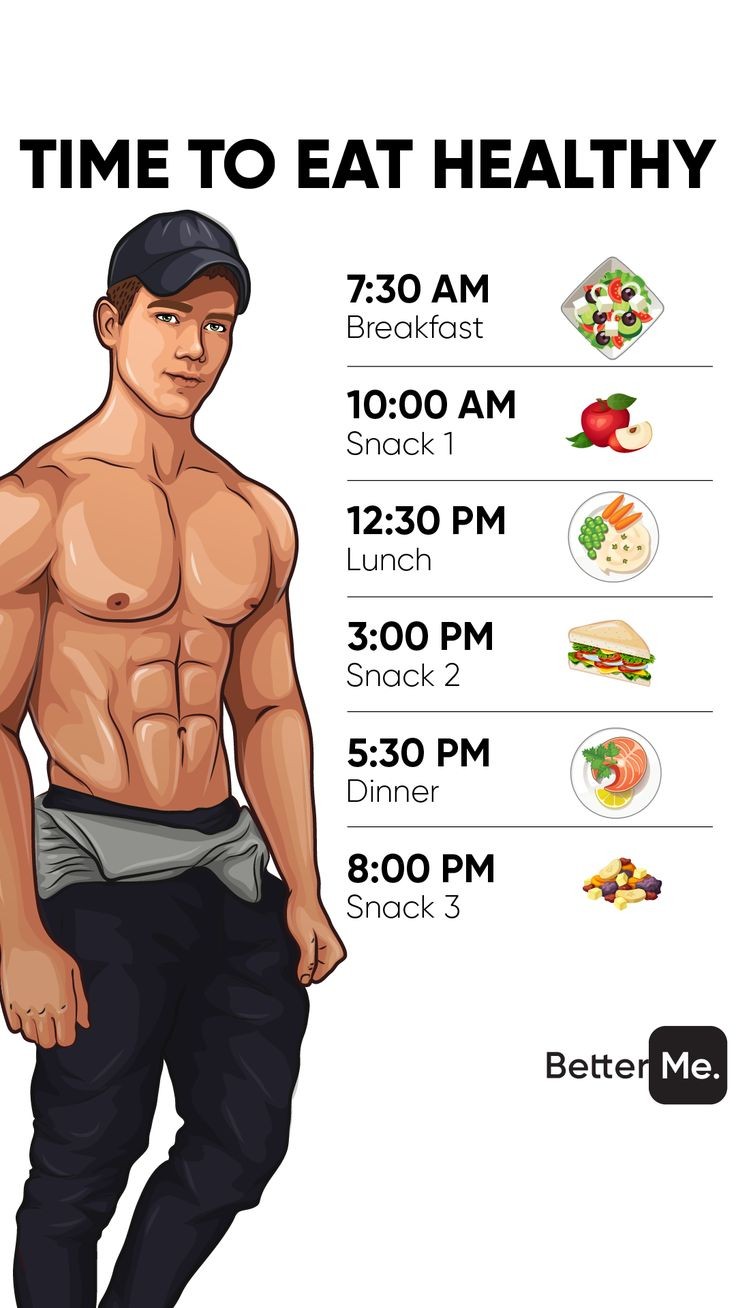 TIME TO EAT HEALTHY
7:30 AM
Breakfast
10:00 AM
Snack 1
12:30 PM
Lunch
3:00 PM
Snack 2
5:30 PM
Dinner
8:00 PM
Snack 3
Better Me.